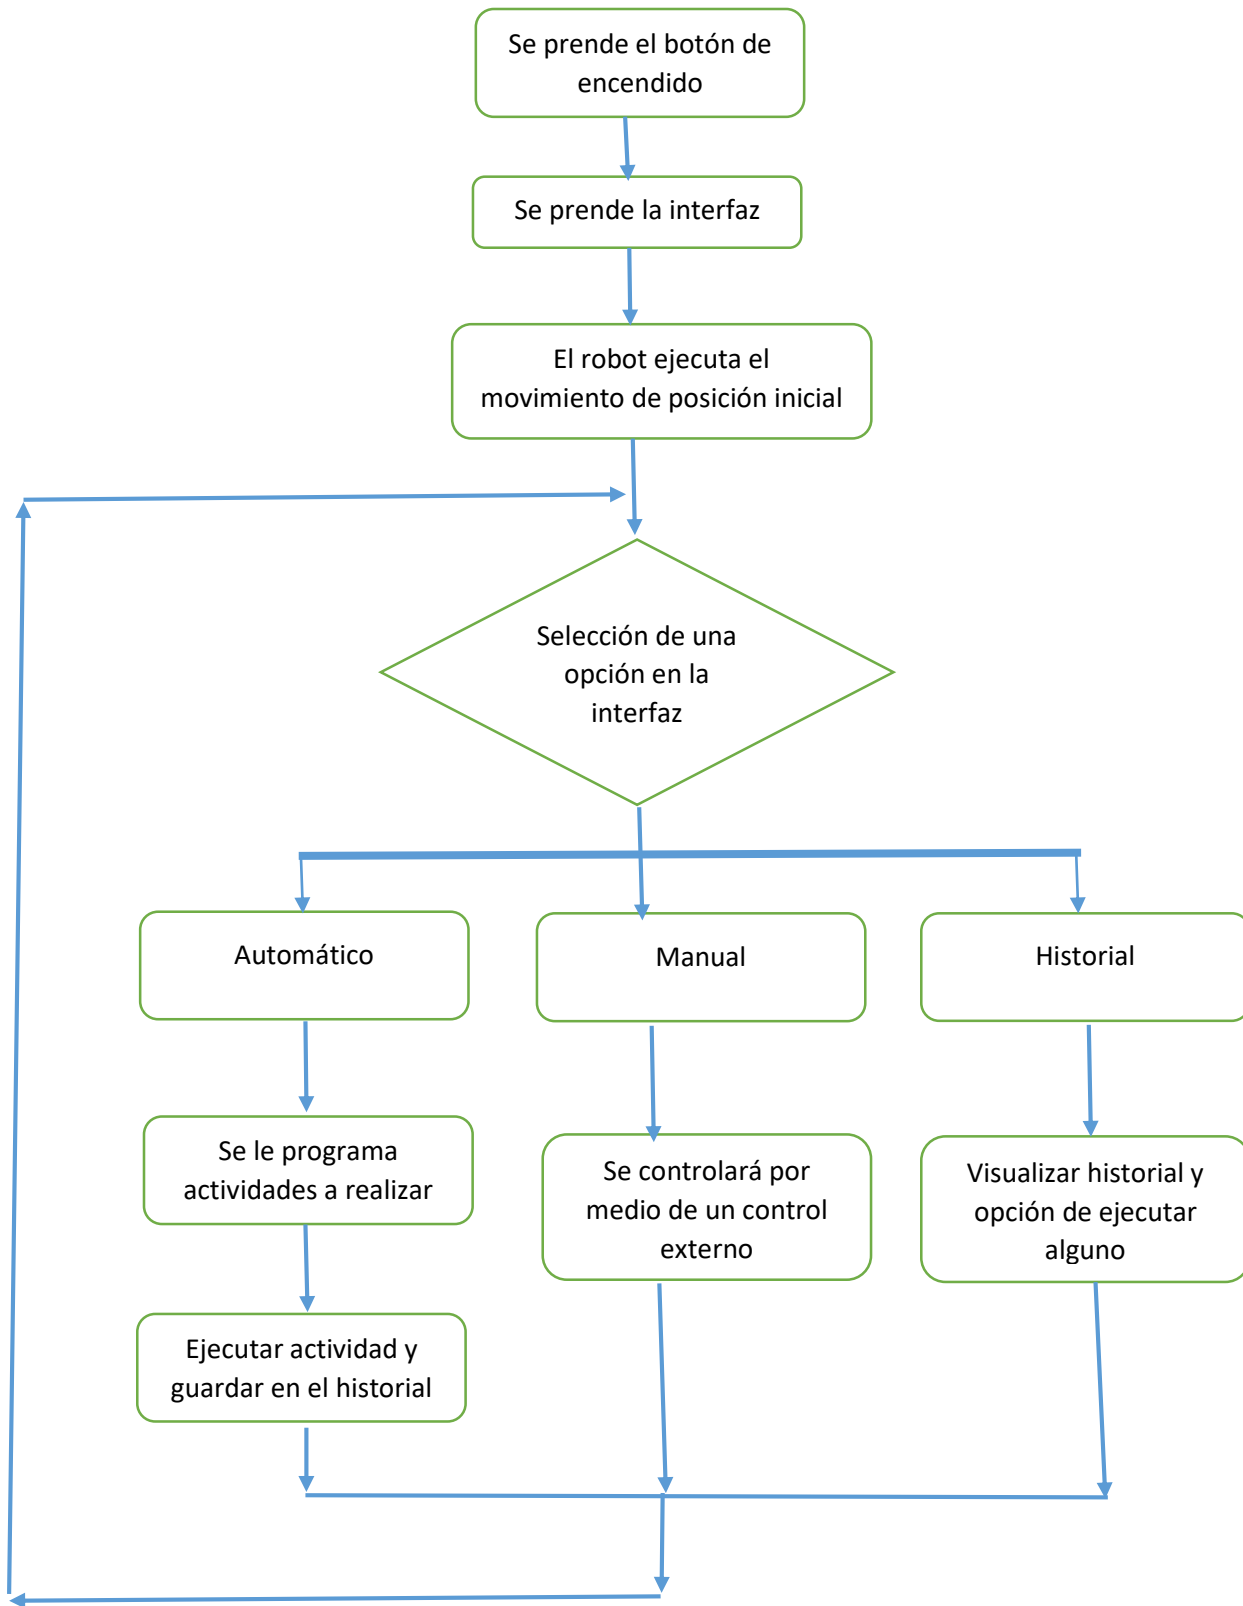 Se prende el botón de
encendido
Se prende la interfaz
El robot ejecuta el
movimiento de posición inicial
Selección de una
opción en la
interfaz
Automático
Manual
Historial
Se le programa
actividades a realizar
Se controlará por
medio de un control
externo
Visualizar historial y
opción de ejecutar
alguno
Ejecutar actividad y
guardar en el historial